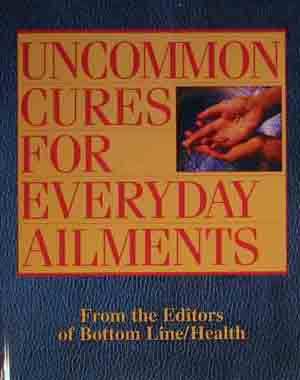 UNCOMMON
CURES
FOR
EVERYDAY
AILMENTS
From the Editors
of Bottom Line/Health